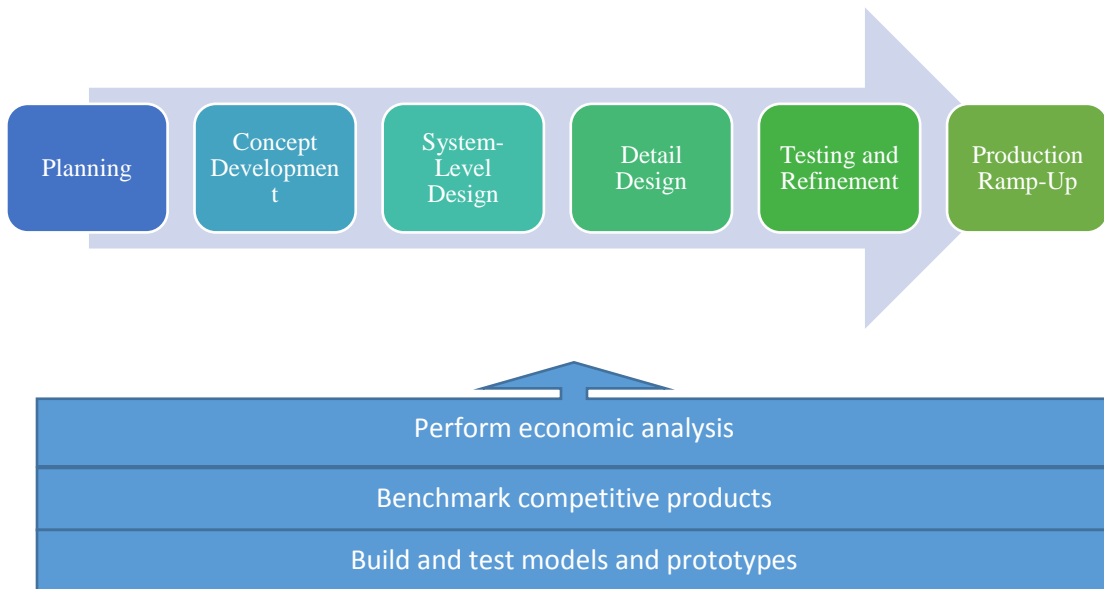 Planning
Concept
Developmen
t
System-
Level
Design
Detail
Design
Testing and
Refinement
Production
Ramp-Up
Perform economic analysis
Benchmark competitive products
Build and test models and prototypes